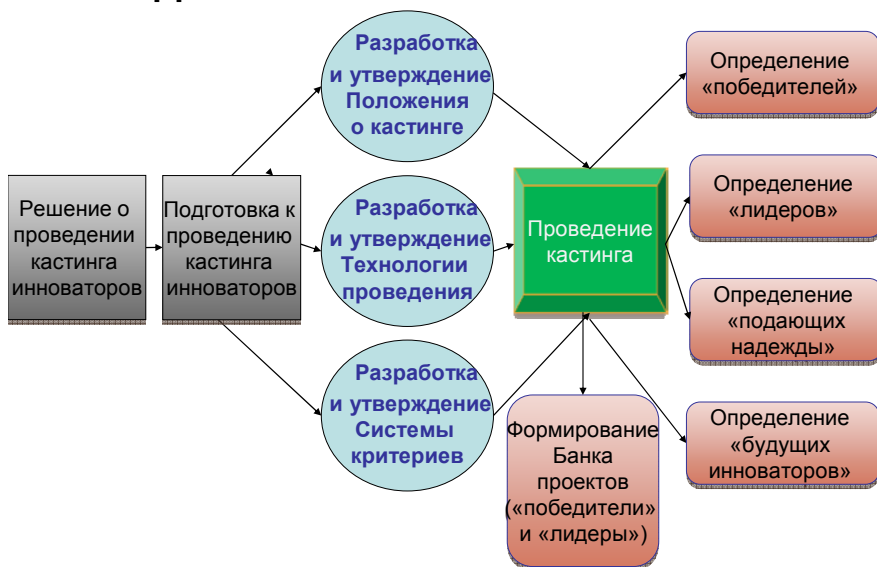 Решение о
проведении
кастинга
инноваторов
Подготовка к
проведению
кастинга
инноваторов
Разработка
и утверждение
Положения
о кастинге
Разработка
и утверждение
Технологии
проведения
Разработка
и утверждение
Системы
критериев
Проведение
кастинга
Формирование
Банка
проектов
(«победители»
и «лидеры»)
Определение
«победителей»
Определение
«лидеров»
Определение
«подающих
надежды»
Определение
«будущих
инноваторов»